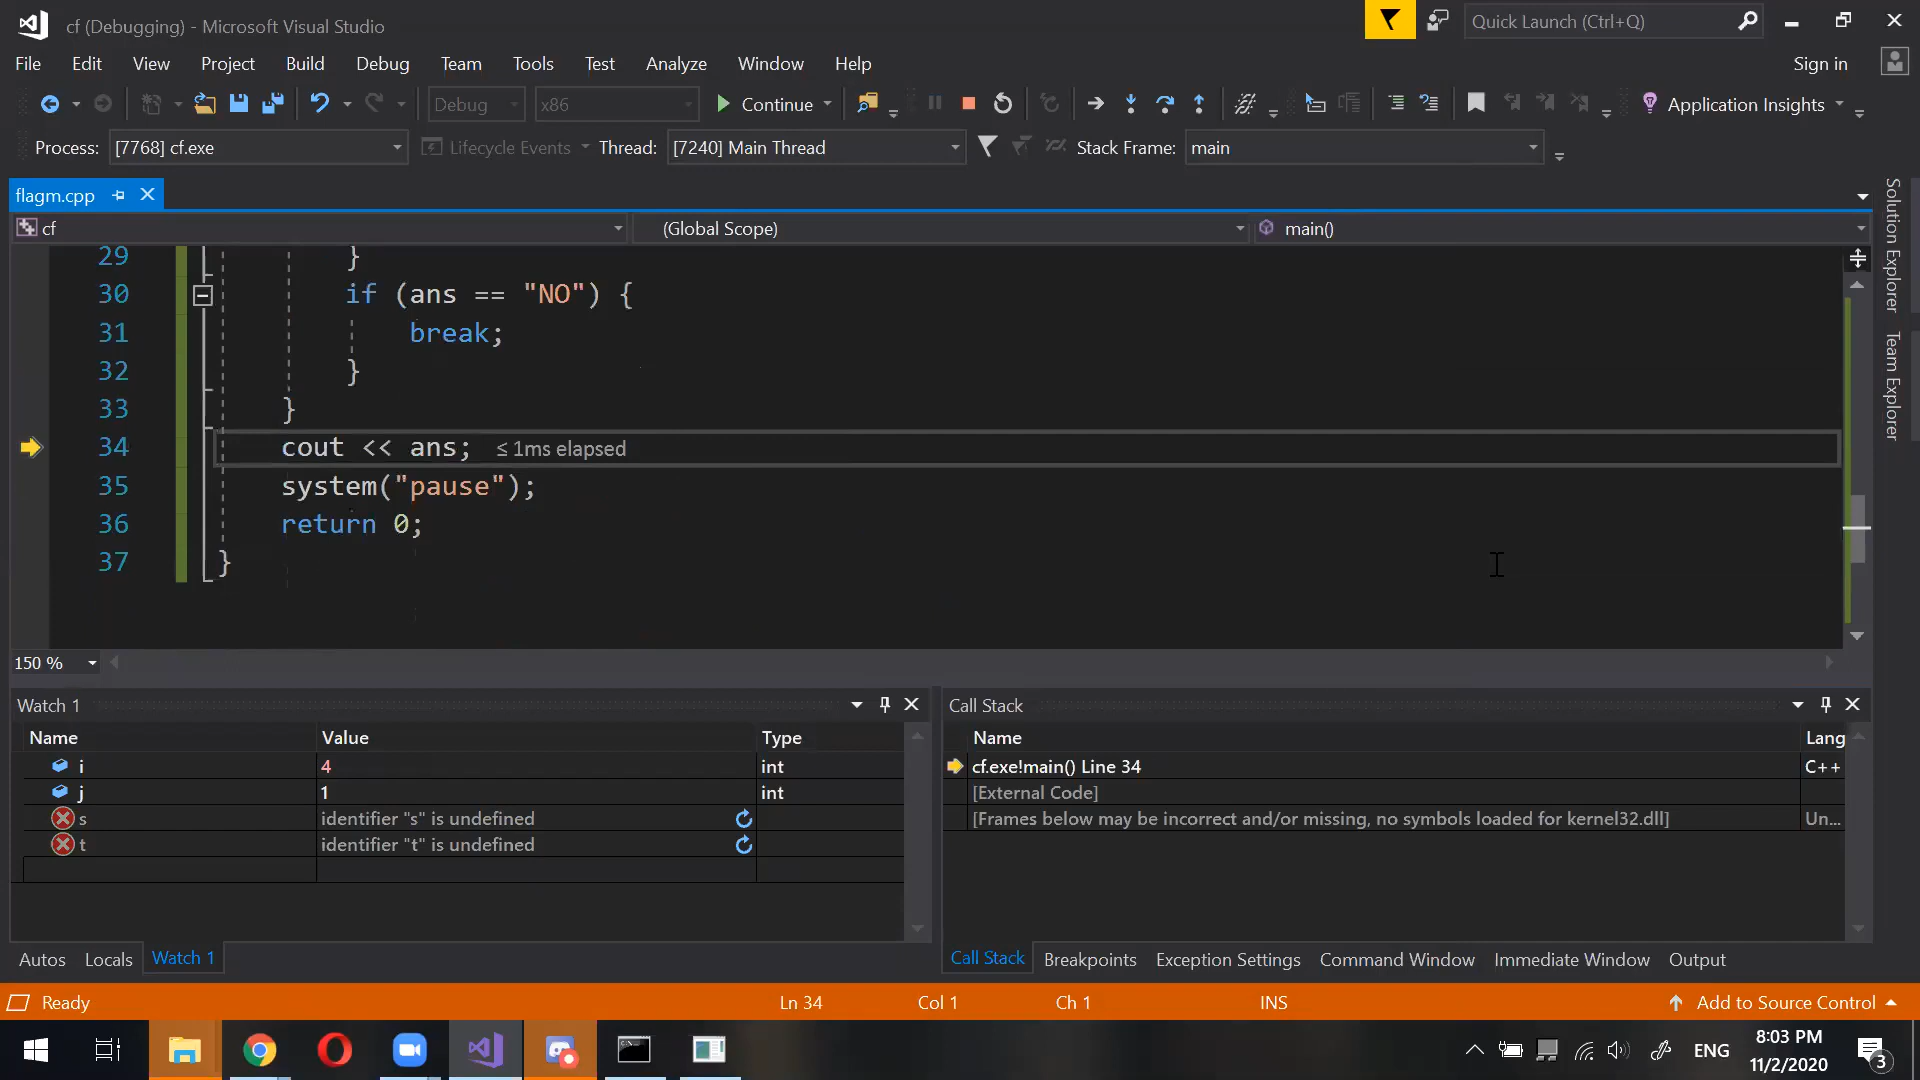 cf (Debugging) - Microsoft Visual Studio
Quick Launch (Ctrl+Q)
File Edit View Project Build Debug Team Tools Test Analyze Window Help
Sign in
Debug x86 Continue Application Insights
Process: [7768] cf.exe Lifecycle Events Thread: [7240] Main Thread Stack Frame: main
flagm.cpp
cf (Global Scope) main()
29 }
30 if (ans == "NO") {
31 break;
32 }
33 }
34 cout << ans; ≤ 1ms elapsed
35 system("pause");
36 return 0;
37 }
Solution Explorer
Team Explorer
150 %
Watch 1
Name Value Type
i 4 int
j 1 int
s identifier "s" is undefined
t identifier "t" is undefined
Autos Locals Watch 1
Call Stack
Name Lang
cf.exe!main() Line 34 C++
[External Code]
[Frames below may be incorrect and/or missing, no symbols loaded for kernel32.dll] Un...
Call Stack Breakpoints Exception Settings Command Window Immediate Window Output
Ready Ln 34 Col 1 Ch 1 INS Add to Source Control
ENG
8:03 PM
11/2/2020
3